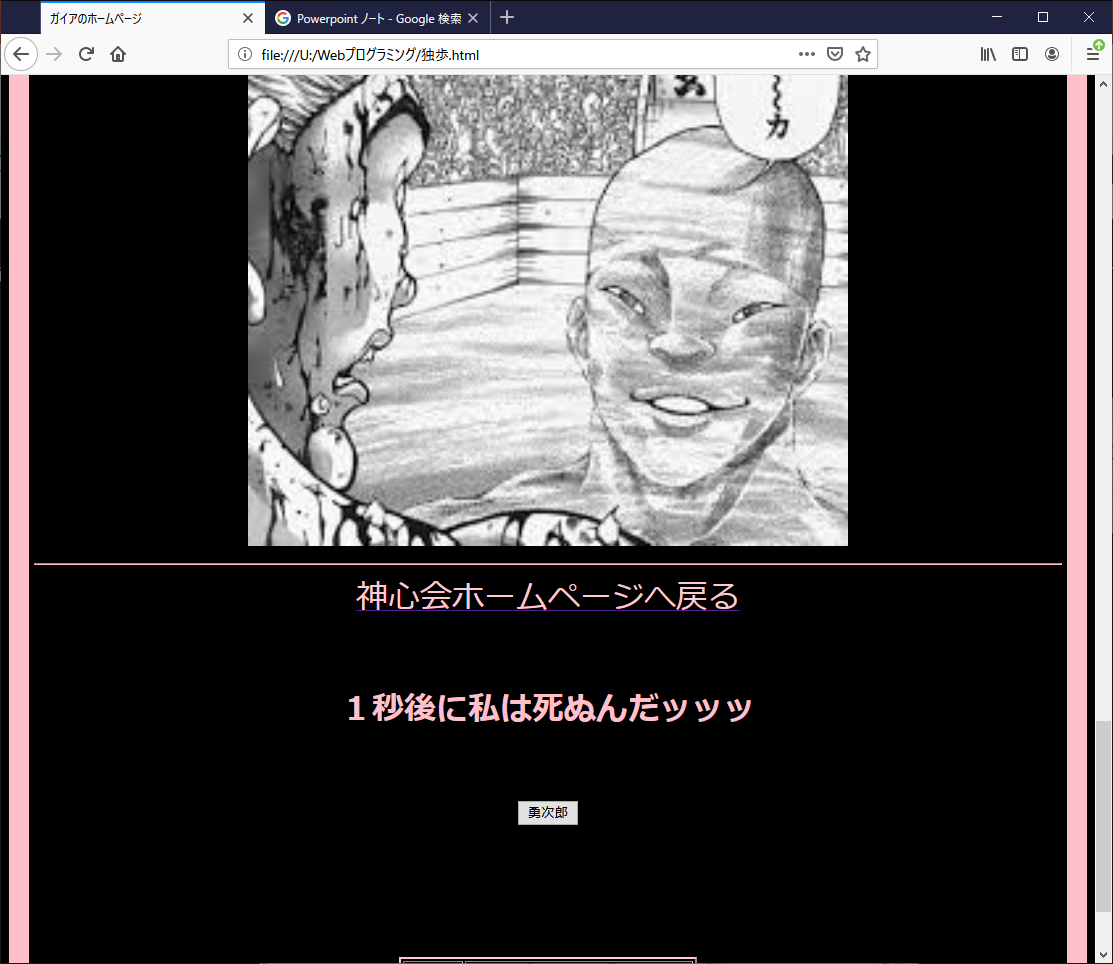 ガイアのホームページ
Powerpoint ノート - Google 検索
file:///U:/Webプログラミング/独歩.html
カ
神心会ホームページへ戻る
１秒後に私は死ぬんだッッッ
勇次郎